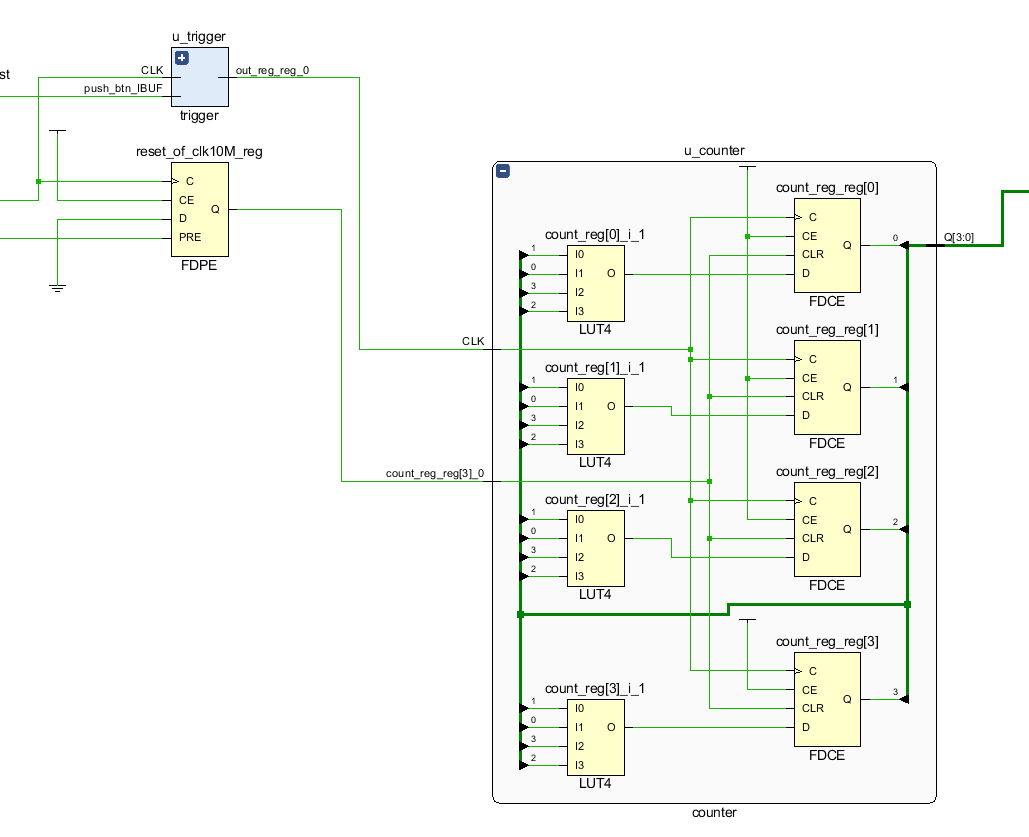 u_trigger
st
CLK
push_btn_IBUF
out_reg_reg_0
trigger
reset_of_clk10M_reg
C
CE
D
PRE
Q
FDPE
u_counter
CLK
count_reg_reg[3]_0
count_reg[0]_i_1
1 I0
0 I1
3 I2
2 I3
O
LUT4
count_reg[1]_i_1
1 I0
0 I1
3 I2
2 I3
O
LUT4
count_reg[2]_i_1
1 I0
0 I1
3 I2
2 I3
O
LUT4
count_reg[3]_i_1
1 I0
0 I1
3 I2
2 I3
O
LUT4
count_reg_reg[0]
C
CE
CLR
D
Q 0
FDCE
count_reg_reg[1]
C
CE
CLR
D
Q 1
FDCE
count_reg_reg[2]
C
CE
CLR
D
Q 2
FDCE
count_reg_reg[3]
C
CE
CLR
D
Q 3
FDCE
Q[3:0]
counter